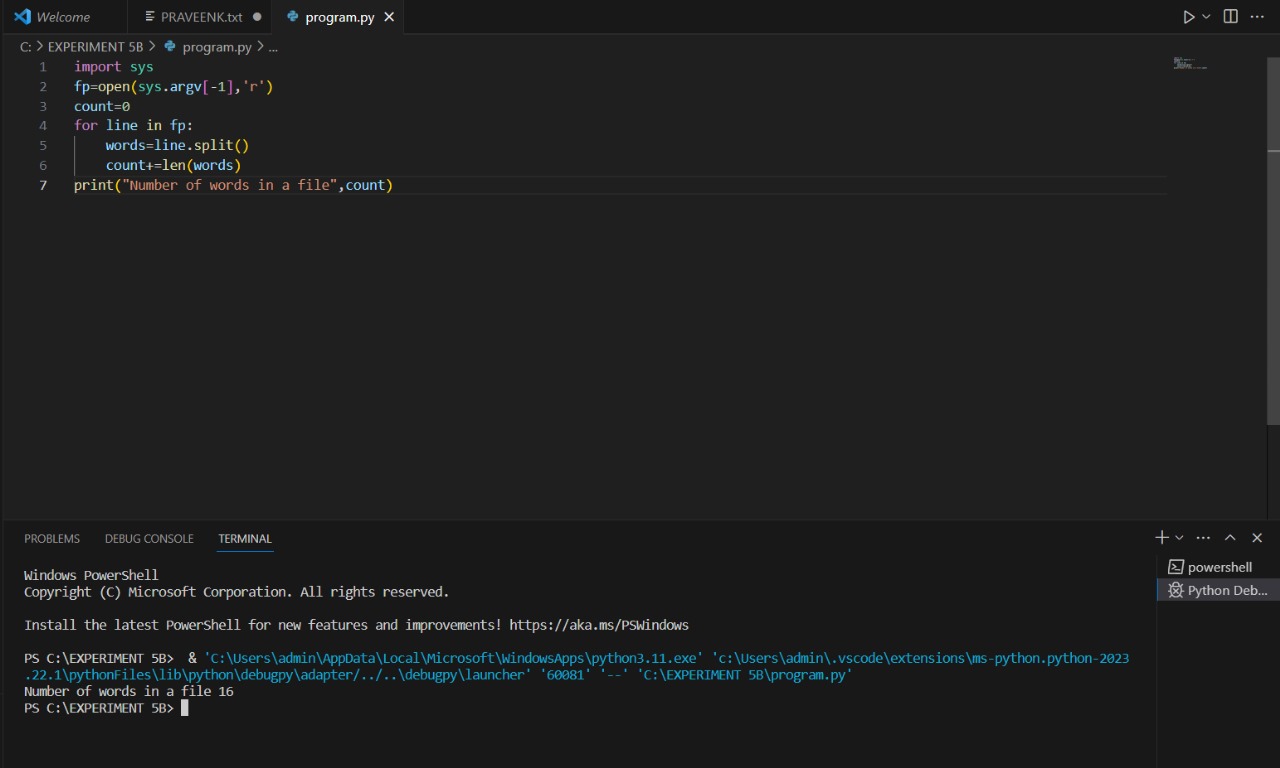 Welcome PRAVEENK.txt program.py
C: > EXPERIMENT 5B > program.py > ...
1 import sys
2 fp=open(sys.argv[-1],'r')
3 count=0
4 for line in fp:
5 words=line.split()
6 count+=len(words)
7 print("Number of words in a file",count)
PROBLEMS DEBUG CONSOLE TERMINAL
powershell
Python Deb...
Windows PowerShell
Copyright (C) Microsoft Corporation. All rights reserved.
Install the latest PowerShell for new features and improvements! https://aka.ms/PSWindows
PS C:\EXPERIMENT 5B>  & 'C:\Users\admin\AppData\Local\Microsoft\WindowsApps\python3.11.exe' 'c:\Users\admin\.vscode\extensions\ms-python.python-2023
.22.1\pythonFiles\lib\python\debugpy\adapter/../..\debugpy\launcher' '60081' '--' 'C:\EXPERIMENT 5B\program.py'
Number of words in a file 16
PS C:\EXPERIMENT 5B>